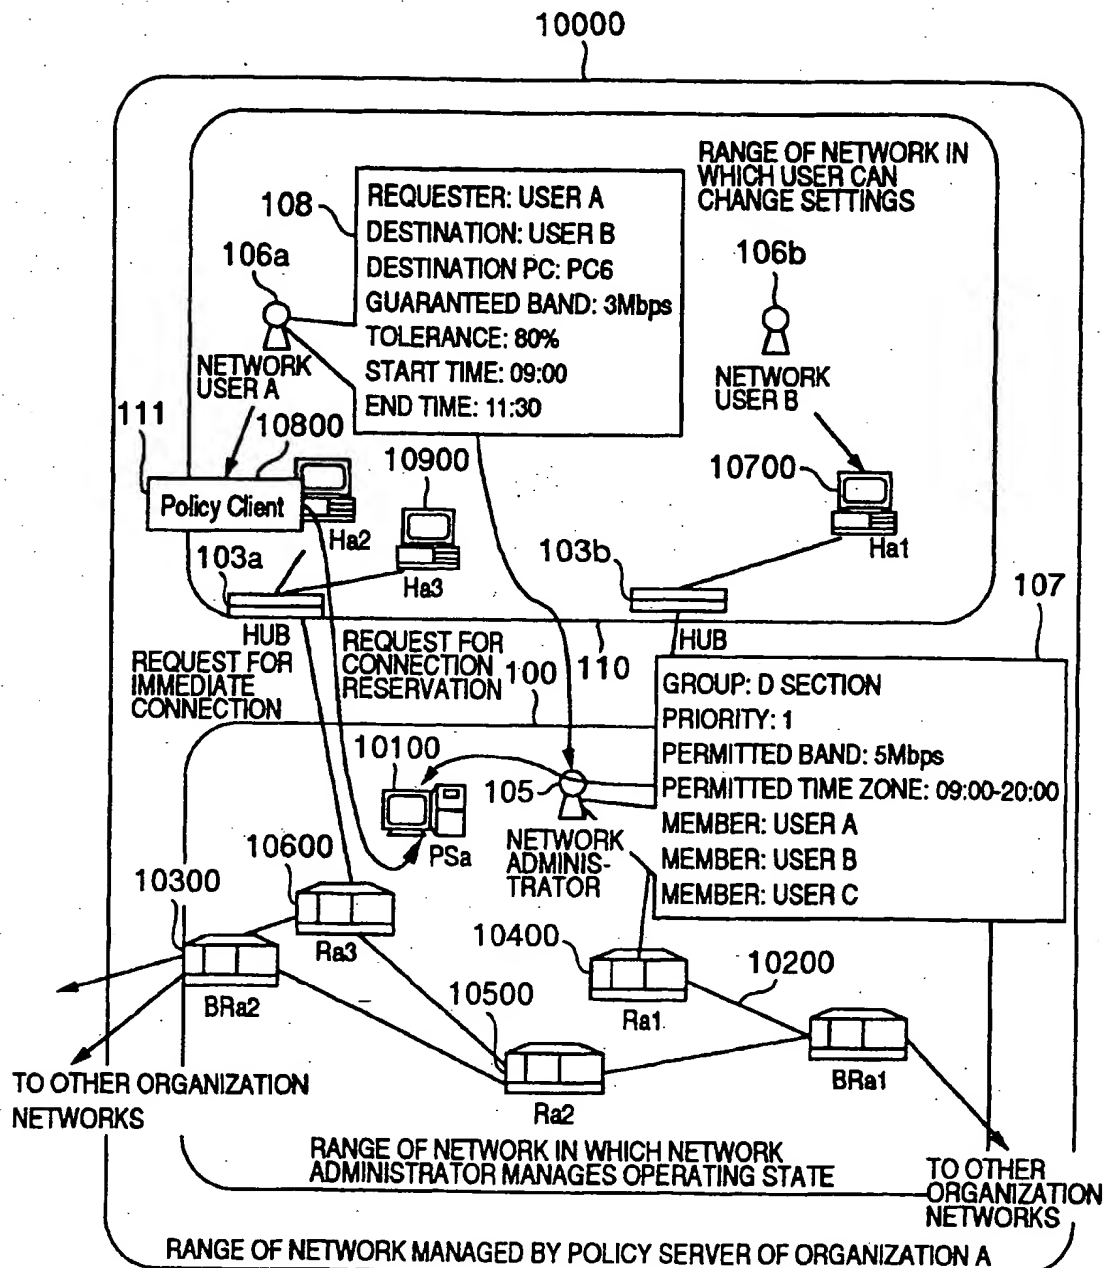 10000
RANGE OF NETWORK IN
WHICH USER CAN
CHANGE SETTINGS
108
REQUESTER: USER A
DESTINATION: USER B
DESTINATION PC: PC6
GUARANTEED BAND: 3Mbps
TOLERANCE: 80%
START TIME: 09:00
END TIME: 11:30
106a
NETWORK
USER A
106b
NETWORK
USER B
111
10800
Policy Client
Ha2
10900
Ha3
10700
Ha1
103a
HUB
103b
HUB
107
REQUEST FOR
IMMEDIATE
CONNECTION
REQUEST FOR
CONNECTION
RESERVATION
100
110
GROUP: D SECTION
PRIORITY: 1
PERMITTED BAND: 5Mbps
PERMITTED TIME ZONE: 09:00-20:00
MEMBER: USER A
MEMBER: USER B
MEMBER: USER C
10100
PSa
105
NETWORK
ADMINIS-
TRATOR
10600
Ra3
10300
BRa2
10400
Ra1
10200
BRa1
10500
Ra2
TO OTHER ORGANIZATION
NETWORKS
RANGE OF NETWORK IN WHICH NETWORK
ADMINISTRATOR MANAGES OPERATING STATE
TO OTHER
ORGANIZATION
NETWORKS
RANGE OF NETWORK MANAGED BY POLICY SERVER OF ORGANIZATION A